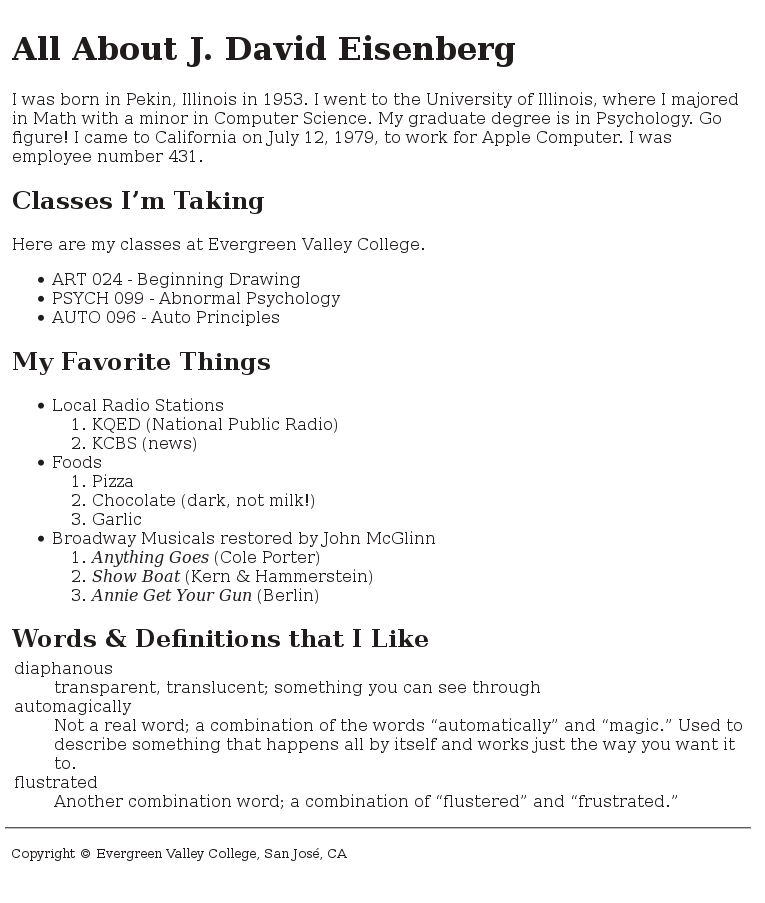 All About J. David Eisenberg
I was born in Pekin, Illinois in 1953. I went to the University of Illinois, where I majored
in Math with a minor in Computer Science. My graduate degree is in Psychology. Go
figure! I came to California on July 12, 1979, to work for Apple Computer. I was
employee number 431.
Classes I’m Taking
Here are my classes at Evergreen Valley College.
• ART 024 - Beginning Drawing
• PSYCH 099 - Abnormal Psychology
• AUTO 096 - Auto Principles
My Favorite Things
• Local Radio Stations
1. KQED (National Public Radio)
2. KCBS (news)
• Foods
1. Pizza
2. Chocolate (dark, not milk!)
3. Garlic
• Broadway Musicals restored by John McGlinn
1. Anything Goes (Cole Porter)
2. Show Boat (Kern & Hammerstein)
3. Annie Get Your Gun (Berlin)
Words & Definitions that I Like
diaphanous
transparent, translucent; something you can see through
automagically
Not a real word; a combination of the words “automatically” and “magic.” Used to
describe something that happens all by itself and works just the way you want it
to.
flustrated
Another combination word; a combination of “flustered” and “frustrated.”
Copyright © Evergreen Valley College, San José, CA